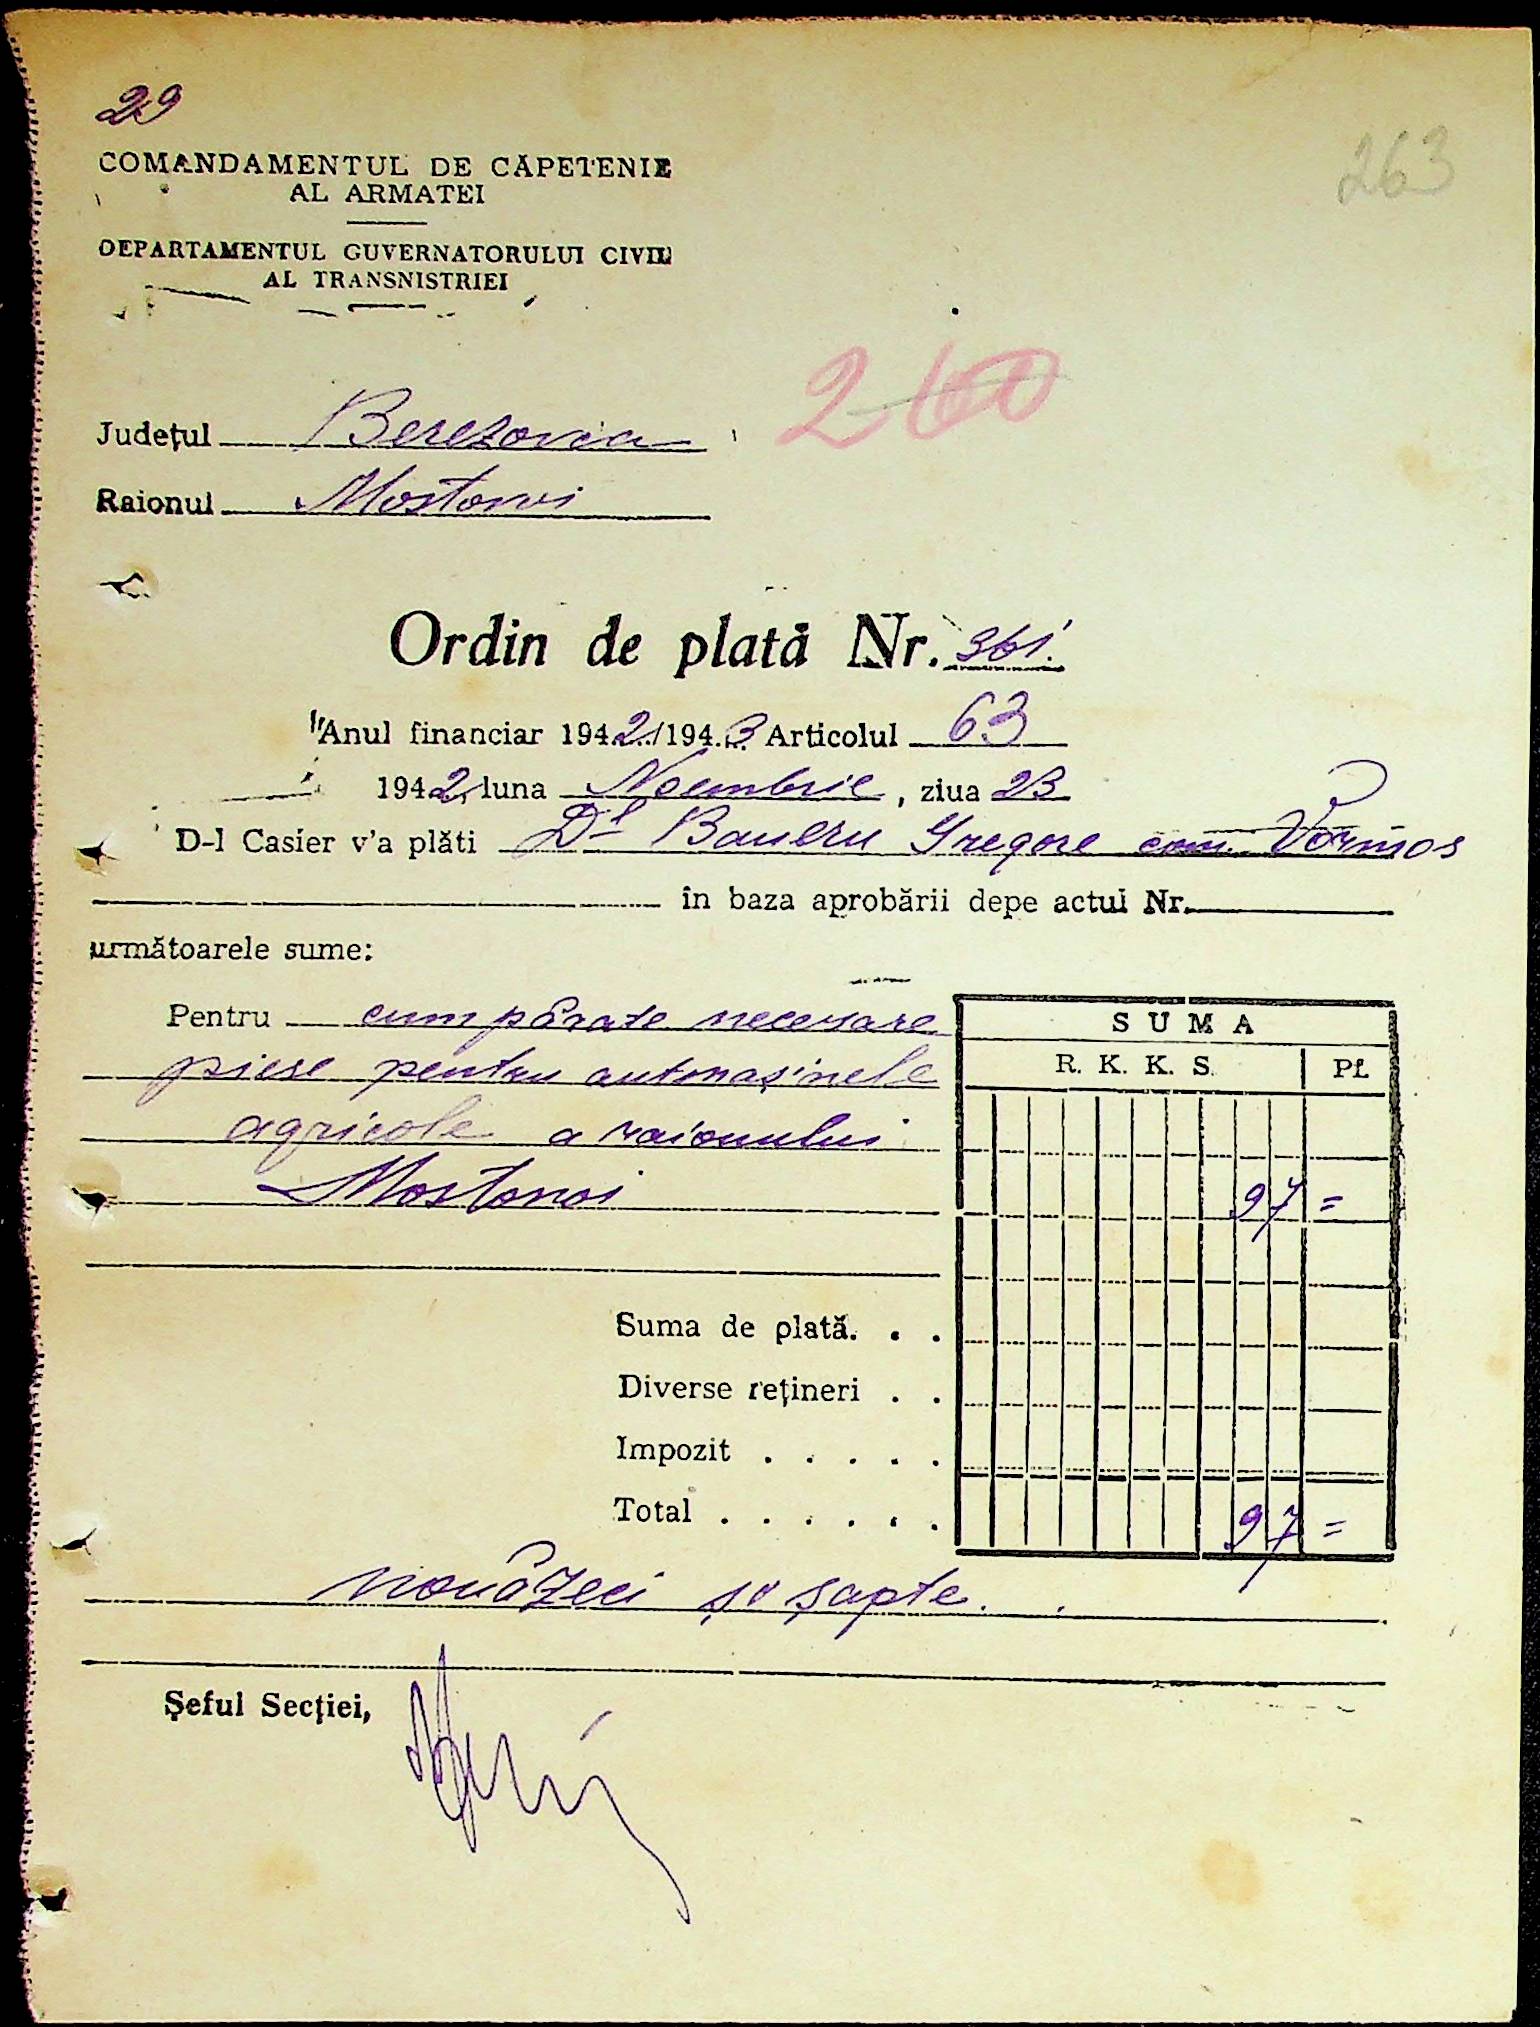 29
263
COMANDAMENTUL DE CĂPETENIE
AL ARMATEI
DEPARTAMENTUL GUVERNATORULUI CIVIL
AL TRANSNISTRIEI
260
Județul Berezovca
Raionul Mostovoi
Ordin de plată Nr. 361.
Anul financiar 1942/1943 Articolul 63
1942, luna Noembrie, ziua 23
D-l Casier v'a plăti Dl Baueru Gregore com. Vormos
în baza aprobării depe actul Nr.
următoarele sume:
Pentru cumpărate necesare
piese pentru automașinele
agricole a raionului
Mostovoi
SUMA
R. K. K. S. Pf.
97 =
Suma de plată. . .
Diverse rețineri . .
Impozit . . . . .
Total . . . . . . 97 =
nouăzeci și șapte.
Șeful Secției,